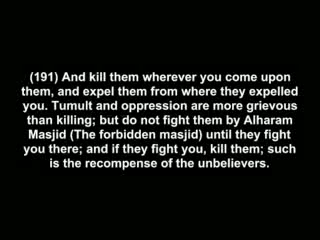 (191) And kill them wherever you come upon
them, and expel them from where they expelled
you. Tumult and oppression are more grievous
than killing; but do not fight them by Alharam
Masjid (The forbidden masjid) until they fight
you there; and if they fight you, kill them; such
is the recompense of the unbelievers.